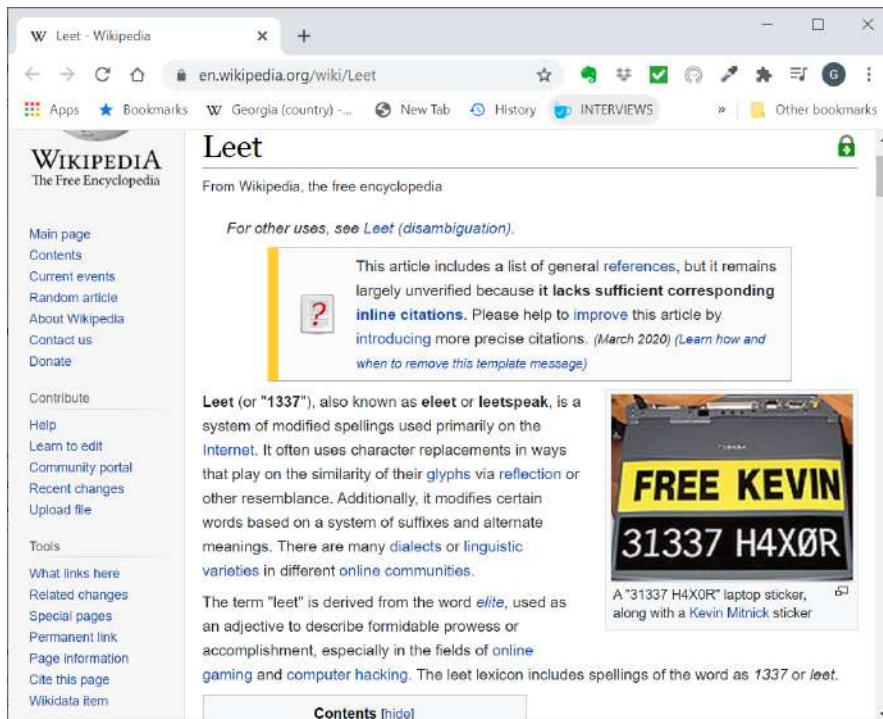 Leet - Wikipedia
en.wikipedia.org/wiki/Leet
G
Apps Bookmarks Georgia (country) -... New Tab History INTERVIEWS » Other bookmarks
WIKIPEDIA
The Free Encyclopedia
Main page
Contents
Current events
Random article
About Wikipedia
Contact us
Donate
Contribute
Help
Learn to edit
Community portal
Recent changes
Upload file
Tools
What links here
Related changes
Special pages
Permanent link
Page information
Cite this page
Wikidata item
Leet
From Wikipedia, the free encyclopedia
For other uses, see Leet (disambiguation).
This article includes a list of general references, but it remains
largely unverified because it lacks sufficient corresponding
inline citations. Please help to improve this article by
introducing more precise citations. (March 2020) (Learn how and
when to remove this template message)
Leet (or "1337"), also known as eleet or leetspeak, is a
system of modified spellings used primarily on the
Internet. It often uses character replacements in ways
that play on the similarity of their glyphs via reflection or
other resemblance. Additionally, it modifies certain
words based on a system of suffixes and alternate
meanings. There are many dialects or linguistic
varieties in different online communities.
TOSHIBA
FREE KEVIN
31337 H4XØR
A "31337 H4X0R" laptop sticker,
along with a Kevin Mitnick sticker
The term "leet" is derived from the word elite, used as
an adjective to describe formidable prowess or
accomplishment, especially in the fields of online
gaming and computer hacking. The leet lexicon includes spellings of the word as 1337 or leet.
Contents [hide]